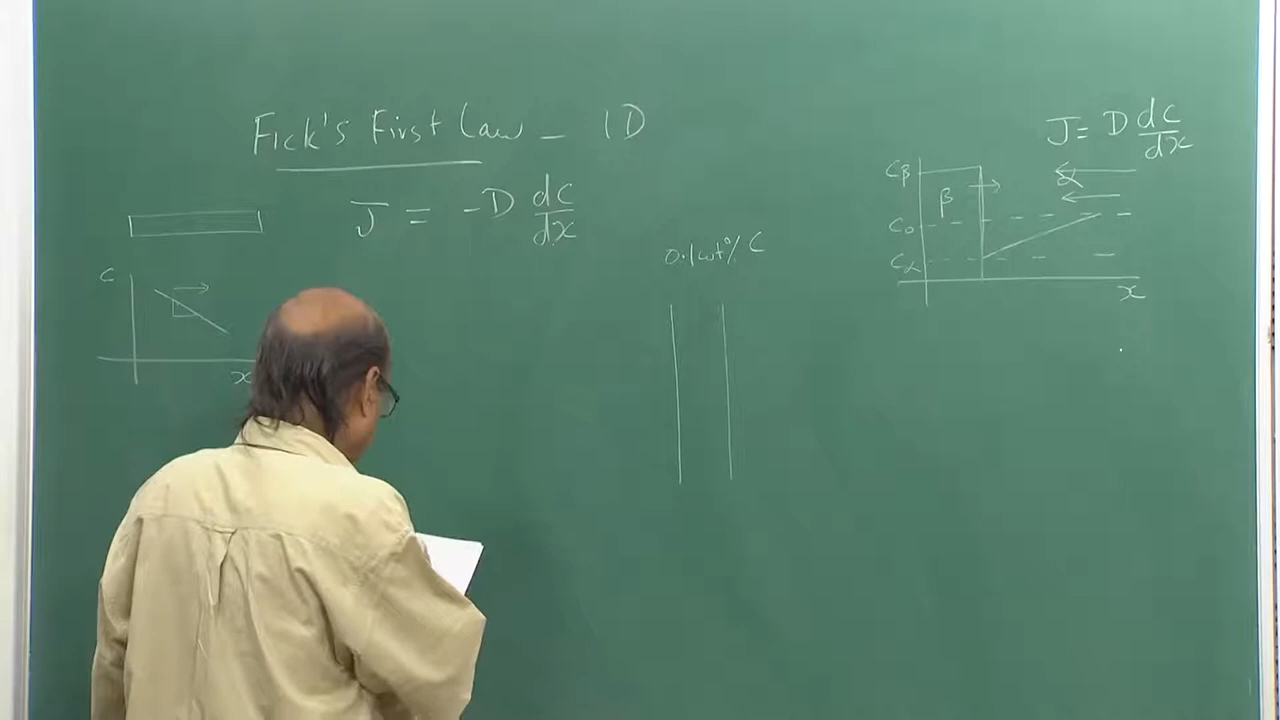 Fick's First Law - 1D
J = -D dc/dx
c
x
0.1 wt% C
J = D dc/dx
Cβ
β
α
C₀
Cα
x